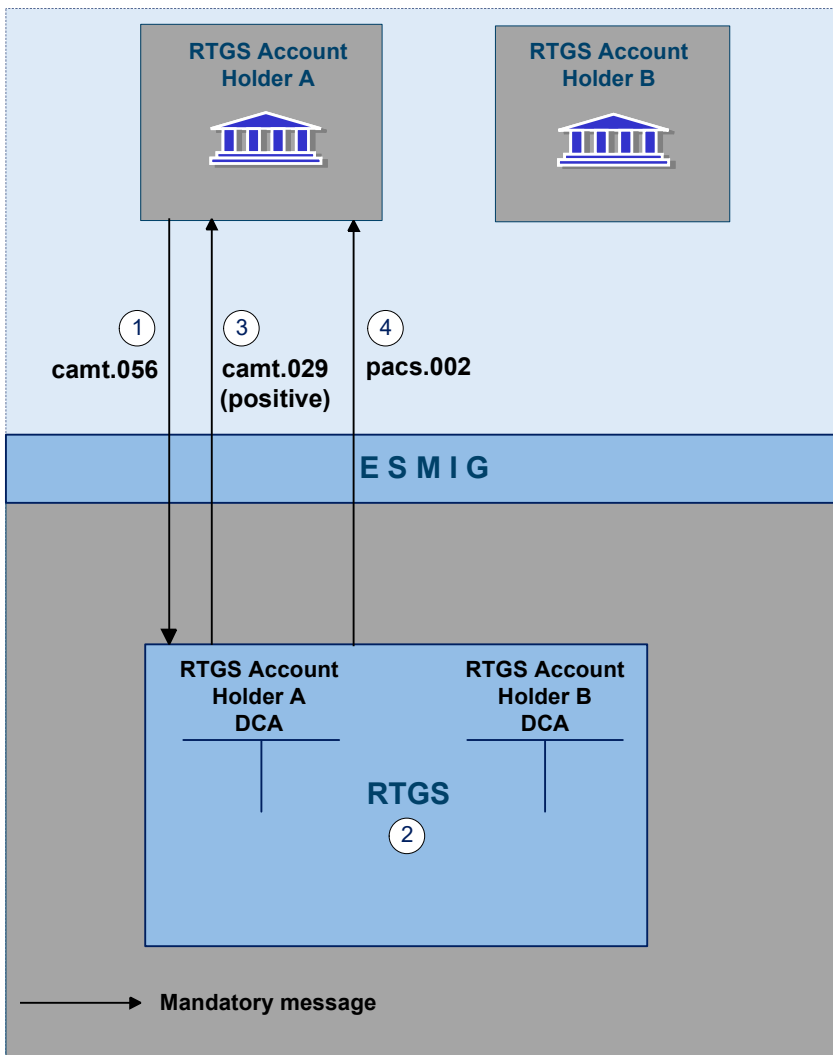 RTGS Account
Holder A
RTGS Account
Holder B
1
3
4
camt.056
camt.029
(positive)
pacs.002
E S M I G
RTGS Account
Holder A
DCA
RTGS Account
Holder B
DCA
RTGS
2
Mandatory message